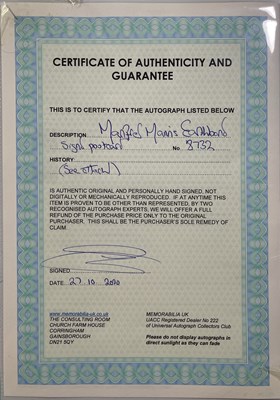 CERTIFICATE OF AUTHENTICITY AND
GUARANTEE
THIS IS TO CERTIFY THAT THE AUTOGRAPH LISTED BELOW
DESCRIPTION Manfred
No. 8732
HISTORY
(See
IS AUTHENTIC ORIGINAL AND PERSONALLY HAND SIGNED, NOT
DIGITALLY OR MECHANICALLY REPRODUCED. IF AT ANYTIME THIS
ITEM IS PROVEN TO BE OTHER THAN REPRESENTED, BY TWO
RECOGNISED AUTOGRAPH EXPERTS. WE WILL OFFER A FULL
REFUND OF THE PURCHASE PRICE ONLY TO THE ORIGINAL
PURCHASER. THIS SHALL BE THE PURCHASER'S SOLE REMEDY OF
CLAIM
SIGNED
DATE. 27.10.2020
www.memorabilia-uk.co.uk
THE CONSULTING ROOM
CHURCH FARM HOUSE
CORRINGHAM
GAINSBOROUGH
DN21 5QY
MEMORABILIA UK
UACC Registered Dealer No 222
of Universal Autograph Collectors Club
Please do not display autographs in
direct sunlight as they can fade